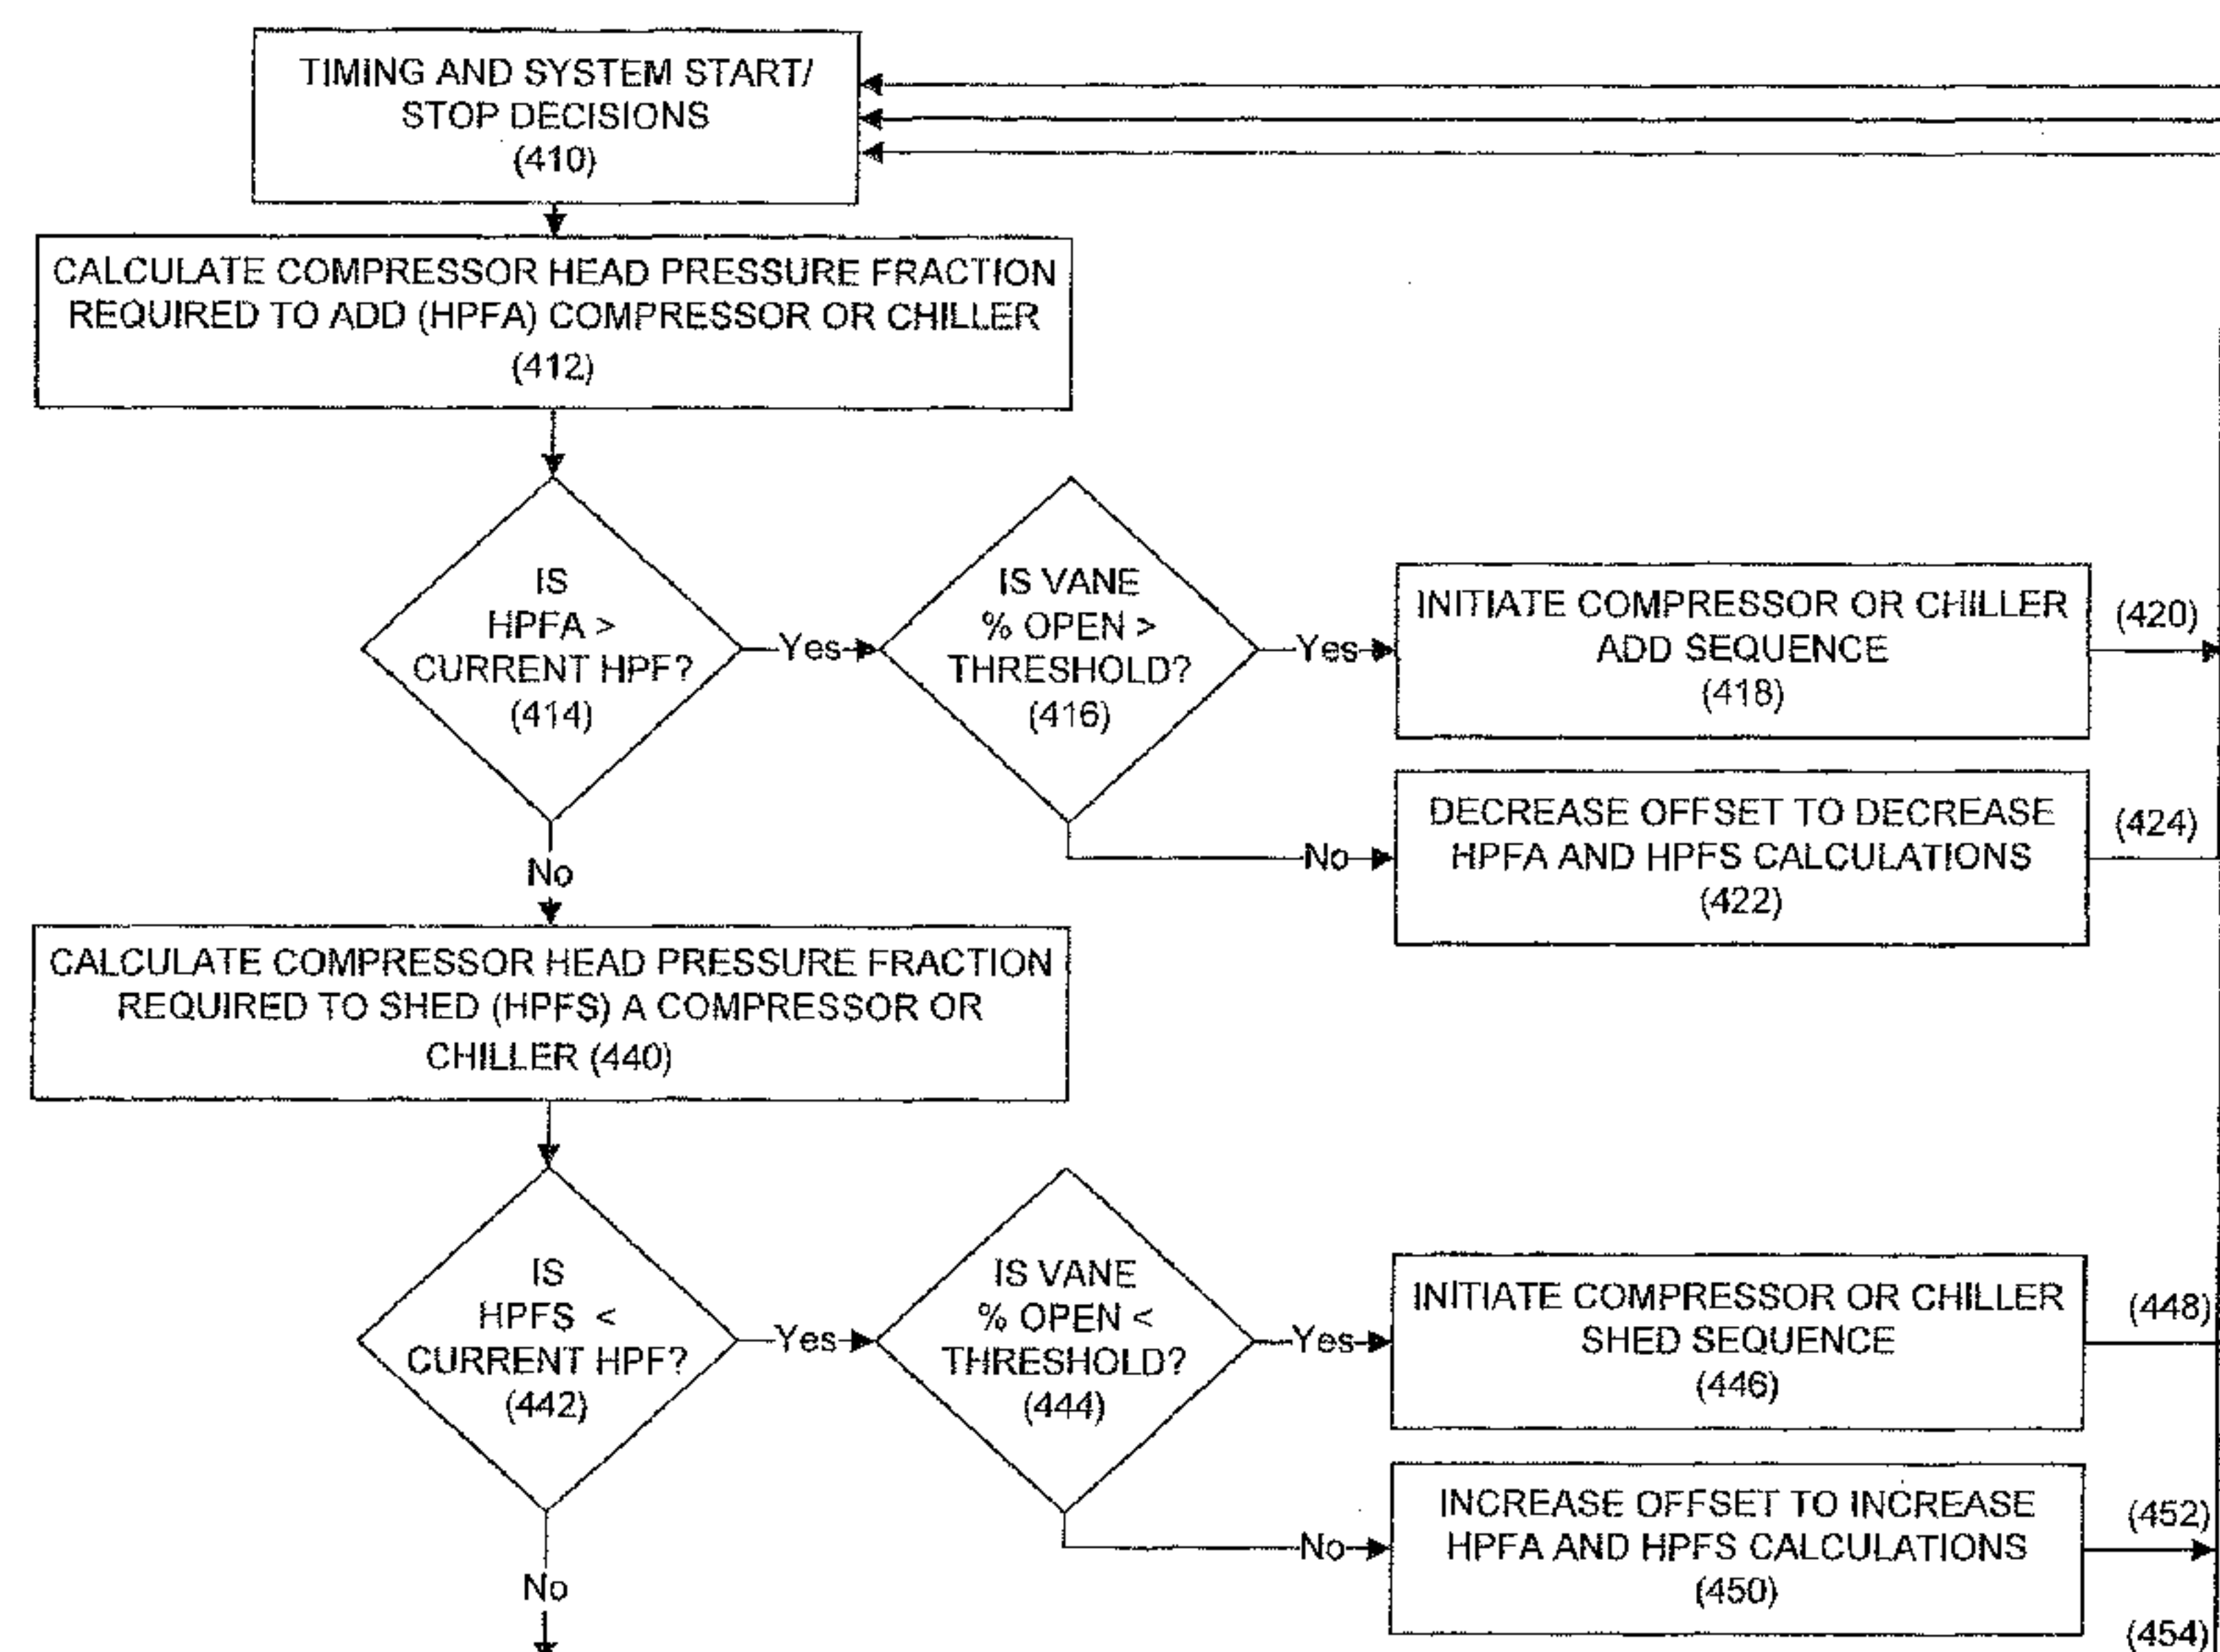 TIMING AND SYSTEM START/
STOP DECISIONS
(410)
CALCULATE COMPRESSOR HEAD PRESSURE FRACTION
REQUIRED TO ADD (HPFA) COMPRESSOR OR CHILLER
(412)
IS
HPFA >
CURRENT HPF?
(414)
Yes
IS VANE
% OPEN >
THRESHOLD?
(416)
Yes
INITIATE COMPRESSOR OR CHILLER
ADD SEQUENCE
(418)
(420)
No
DECREASE OFFSET TO DECREASE
HPFA AND HPFS CALCULATIONS
(422)
(424)
No
CALCULATE COMPRESSOR HEAD PRESSURE FRACTION
REQUIRED TO SHED (HPFS) A COMPRESSOR OR
CHILLER (440)
IS
HPFS <
CURRENT HPF?
(442)
Yes
IS VANE
% OPEN <
THRESHOLD?
(444)
Yes
INITIATE COMPRESSOR OR CHILLER
SHED SEQUENCE
(446)
(448)
No
INCREASE OFFSET TO INCREASE
HPFA AND HPFS CALCULATIONS
(450)
(452)
No
(454)